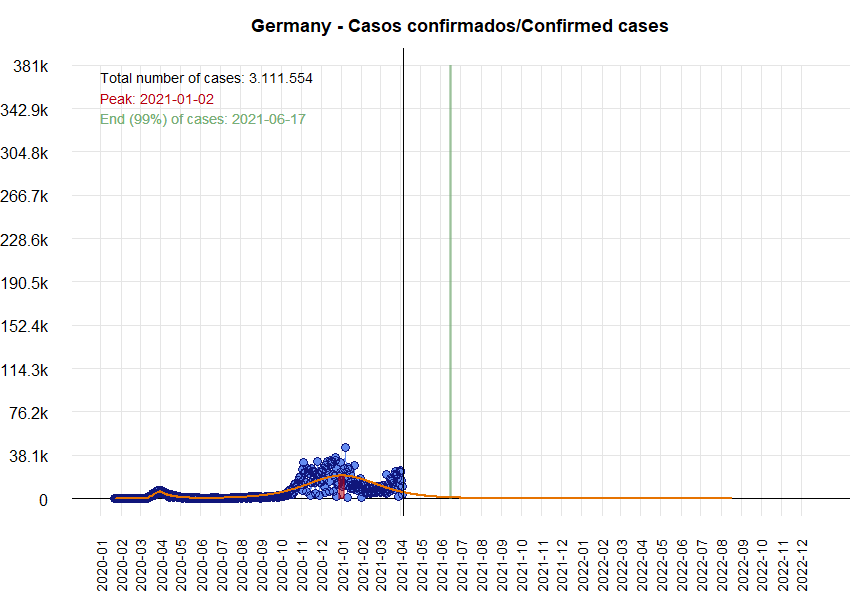 Germany - Casos confirmados/Confirmed cases
381k
Total number of cases: 3.111.554
Peak: 2021-01-02
342.9k
End (99%) of cases: 2021-06-17
304.8k
266.7k
228.6k
190.5k
152.4k
114.3k
76.2k
38.1k
0
2020-01
2020-02
2020-03
2020-04
2020-05
2020-06
2020-07
2020-08
2020-09
2020-10
2020-11
2020-12
2021-01
2021-02
2021-03
2021-04
2021-05
2021-06
2021-07
2021-08
2021-09
2021-10
2021-11
2021-12
2022-01
2022-02
2022-03
2022-04
2022-05
2022-06
2022-07
2022-08
2022-09
2022-10
2022-11
2022-12